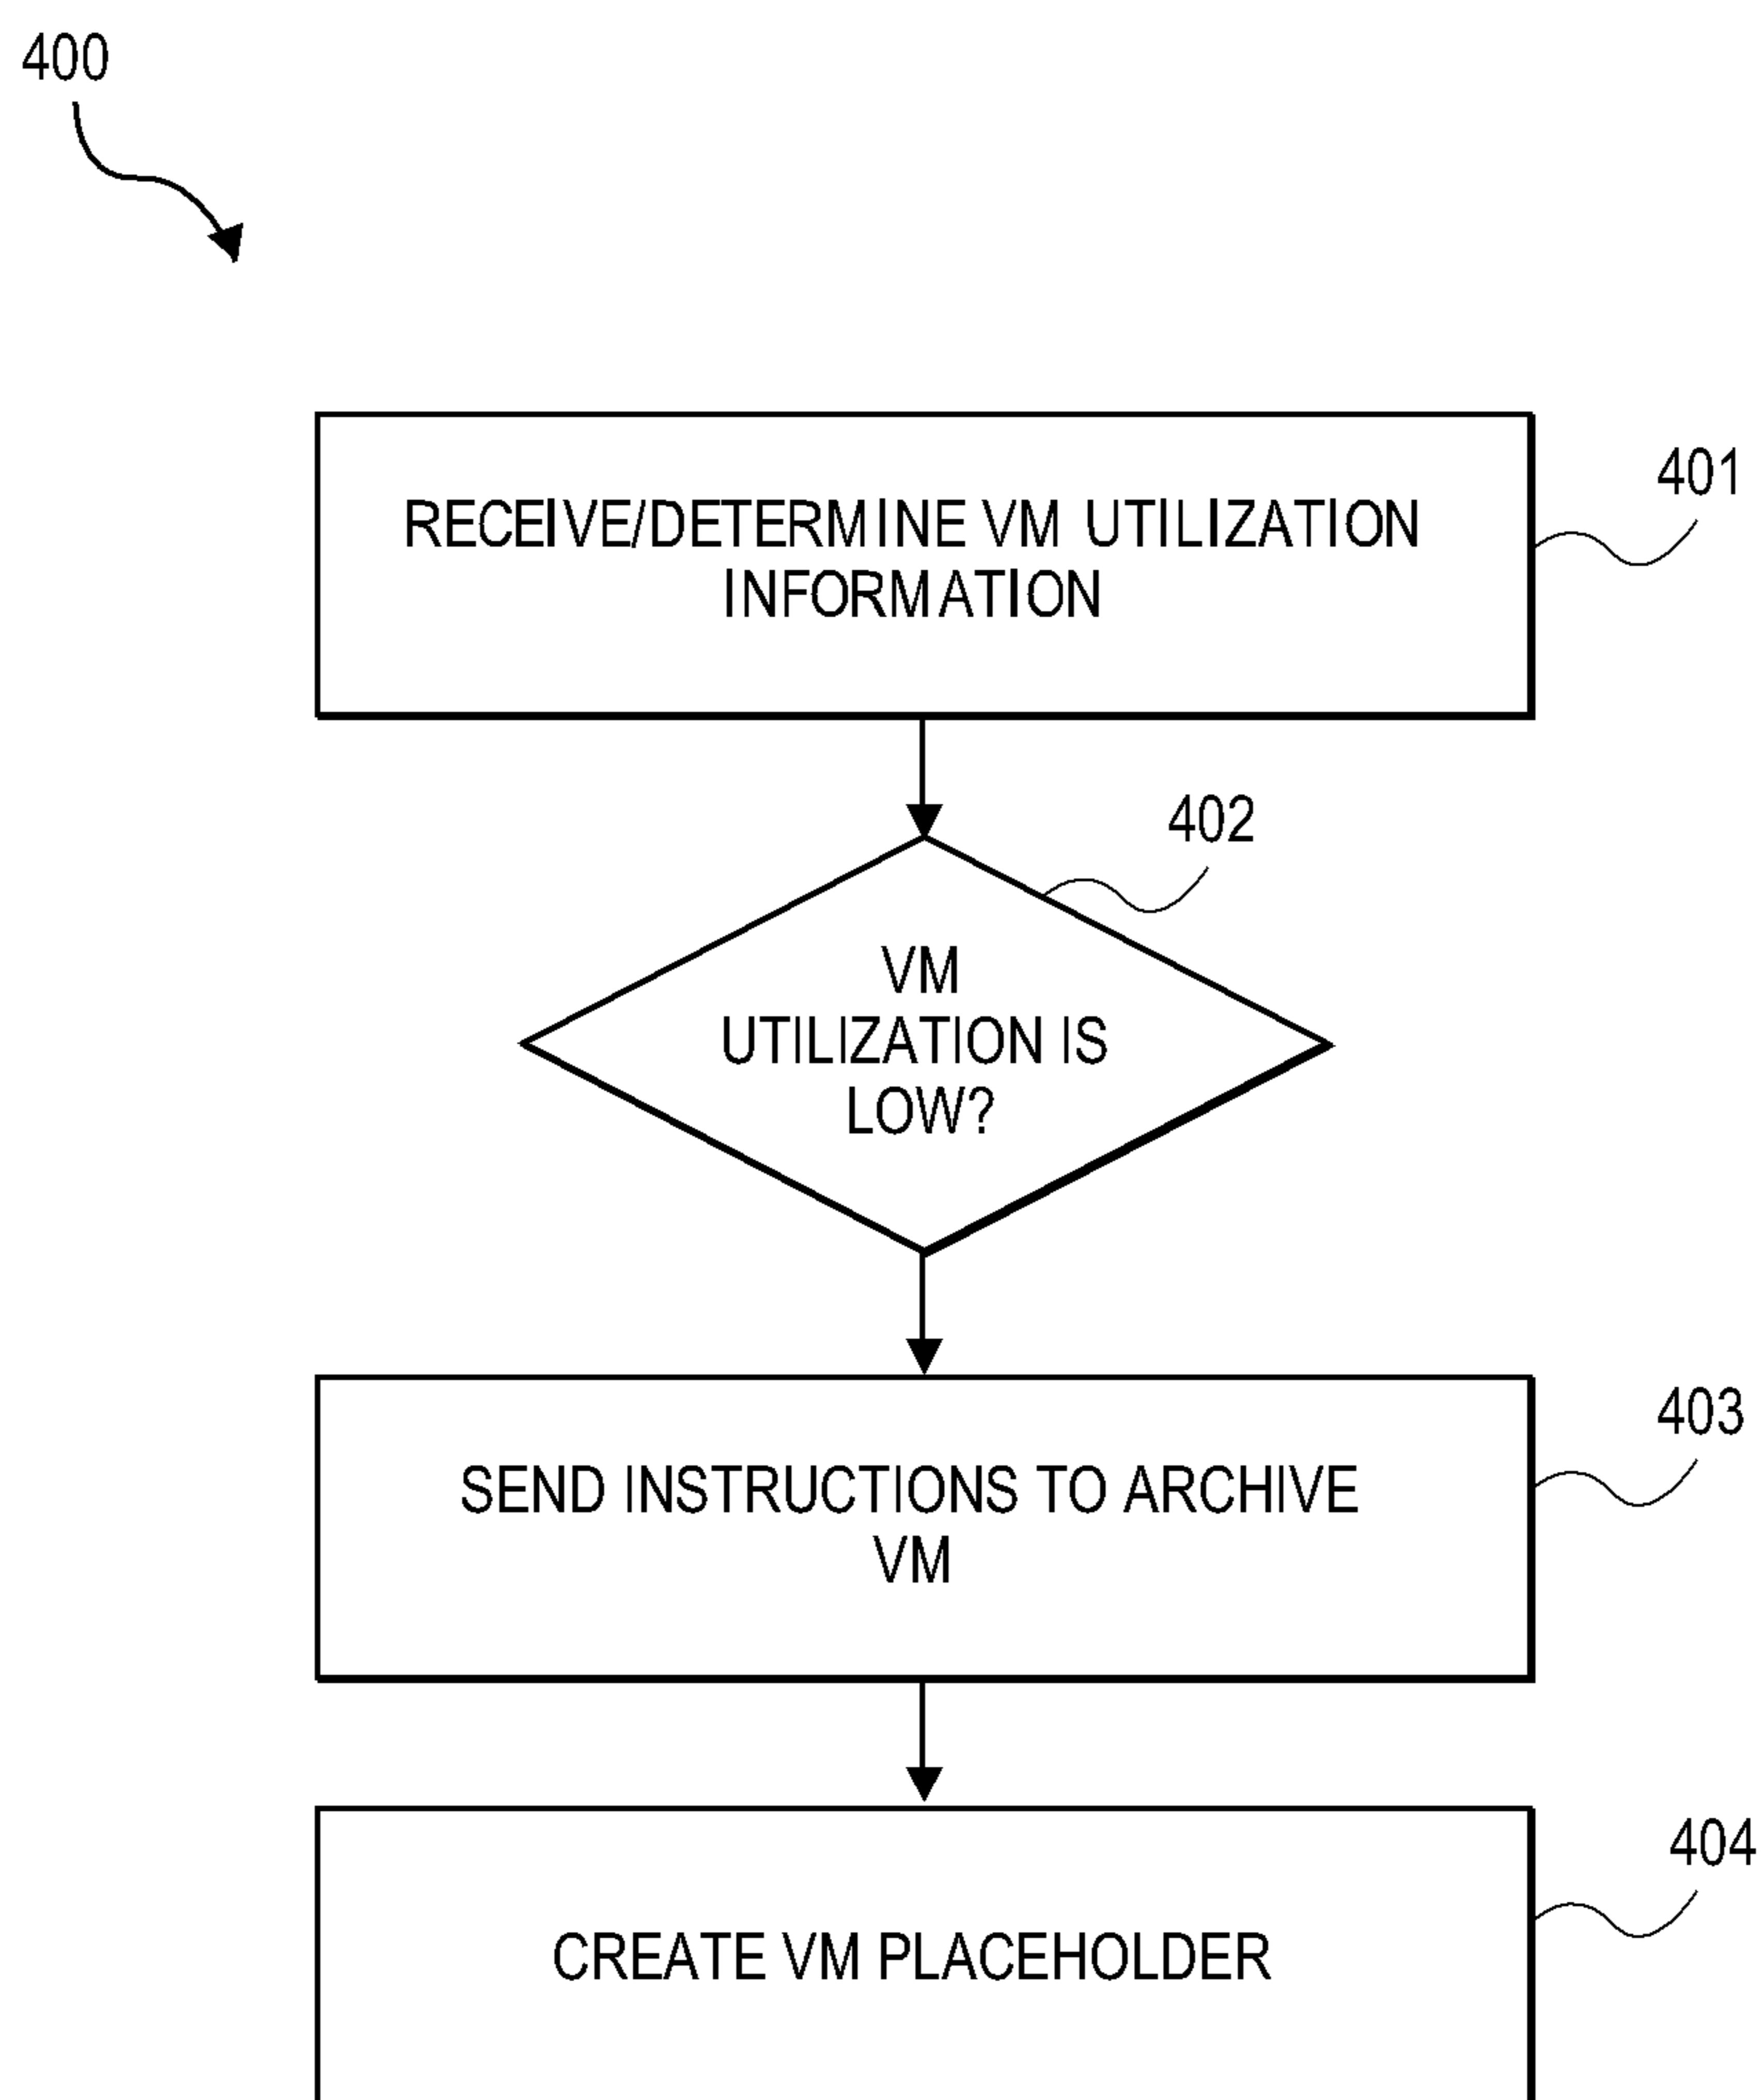 400
401
RECEIVE/DETERMINE VM UTILIZATION
INFORMATION
402
VM
UTILIZATION IS
LOW?
403
SEND INSTRUCTIONS TO ARCHIVE
VM
404
CREATE VM PLACEHOLDER